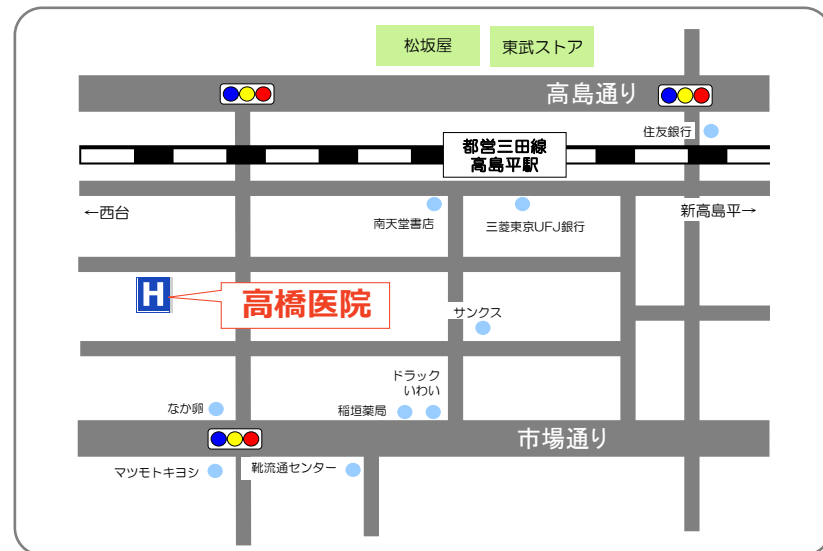 松坂屋
東武ストア
高島通り
住友銀行
都営三田線
高島平駅
←西台
新高島平→
南天堂書店
三菱東京UFJ銀行
H
高橋医院
サンクス
ドラック
いわい
なか卵
稲垣薬局
市場通り
マツモトキヨシ
靴流通センター